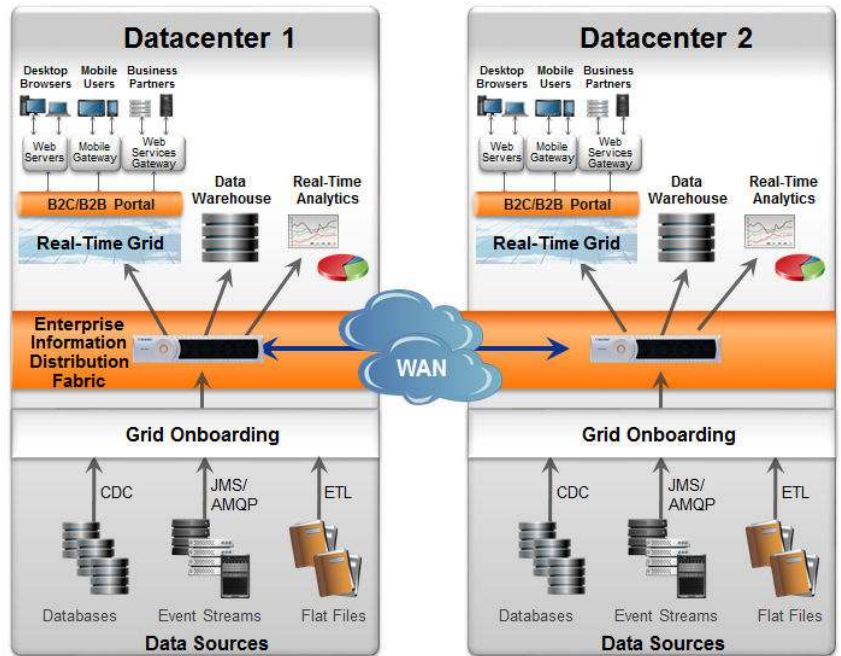 Datacenter 1
Desktop
Browsers
Mobile
Users
Business
Partners
Web
Servers
Mobile
Gateway
Web
Services
Gateway
B2C/B2B Portal
Real-Time Grid
Data
Warehouse
Real-Time
Analytics
Enterprise
Information
Distribution
Fabric
WAN
Grid Onboarding
CDC
JMS/
AMQP
ETL
Databases
Event Streams
Flat Files
Data Sources
Datacenter 2
Desktop
Browsers
Mobile
Users
Business
Partners
Web
Servers
Mobile
Gateway
Web
Services
Gateway
B2C/B2B Portal
Real-Time Grid
Data
Warehouse
Real-Time
Analytics
Grid Onboarding
CDC
JMS/
AMQP
ETL
Databases
Event Streams
Flat Files
Data Sources